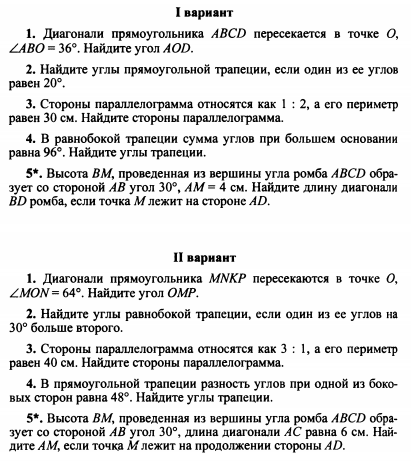 I вариант
1. Диагонали прямоугольника ABCD пересекается в точке O,
∠ABO = 36°. Найдите угол AOD.
2. Найдите углы прямоугольной трапеции, если один из ее углов
равен 20°.
3. Стороны параллелограмма относятся как 1 : 2, а его периметр
равен 30 см. Найдите стороны параллелограмма.
4. В равнобокой трапеции сумма углов при большем основании
равна 96°. Найдите углы трапеции.
5*. Высота BM, проведенная из вершины угла ромба ABCD обра-
зует со стороной AB угол 30°, AM = 4 см. Найдите длину диагонали
BD ромба, если точка M лежит на стороне AD.
II вариант
1. Диагонали прямоугольника MNKP пересекаются в точке O,
∠MON = 64°. Найдите угол OMP.
2. Найдите углы равнобокой трапеции, если один из ее углов на
30° больше второго.
3. Стороны параллелограмма относятся как 3 : 1, а его периметр
равен 40 см. Найдите стороны параллелограмма.
4. В прямоугольной трапеции разность углов при одной из боко-
вых сторон равна 48°. Найдите углы трапеции.
5*. Высота BM, проведенная из вершины угла ромба ABCD обра-
зует со стороной AB угол 30°, длина диагонали AC равна 6 см. Най-
дите AM, если точка M лежит на продолжении стороны AD.